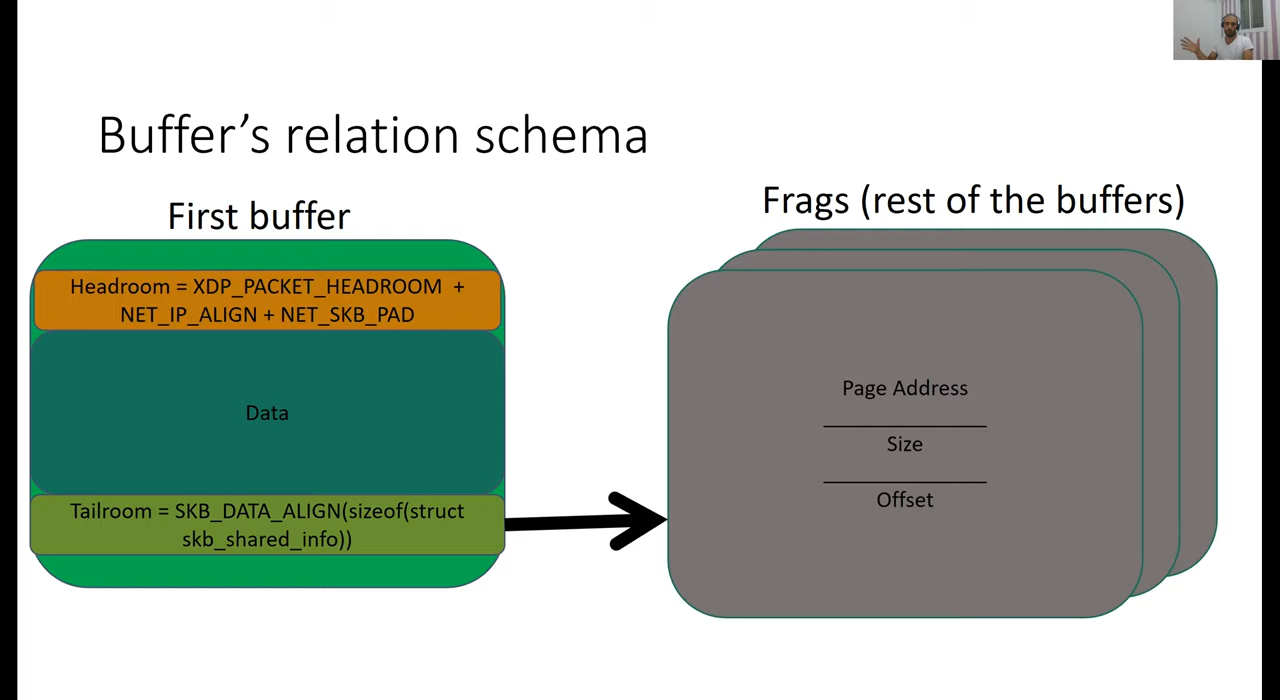 Buffer’s relation schema
First buffer
Headroom = XDP_PACKET_HEADROOM +
NET_IP_ALIGN + NET_SKB_PAD
Data
Tailroom = SKB_DATA_ALIGN(sizeof(struct
skb_shared_info))
Frags (rest of the buffers)
Page Address
Size
Offset